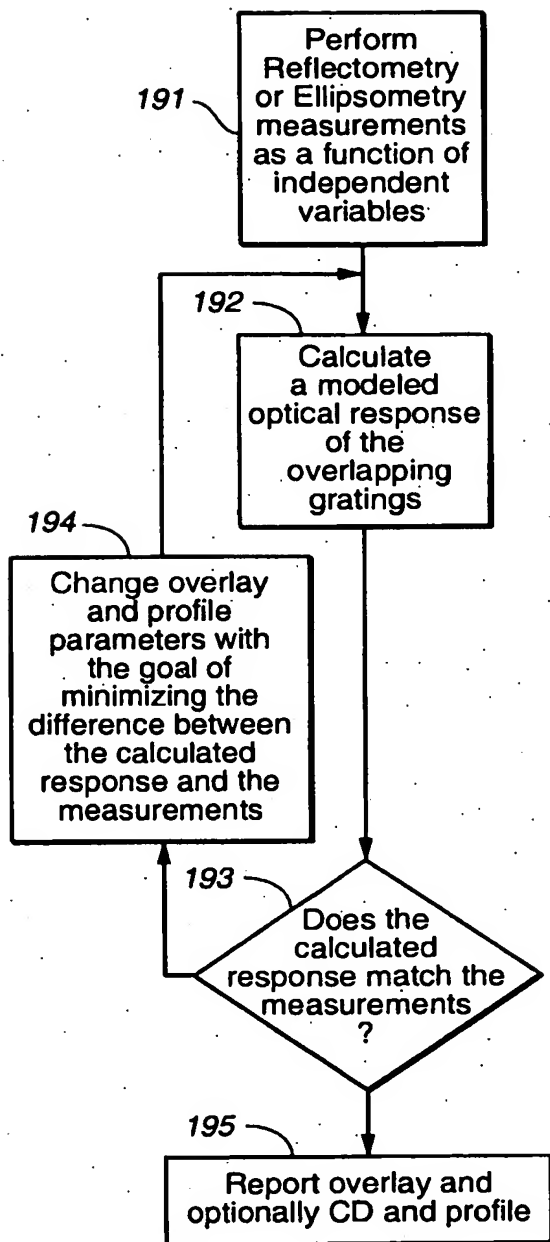 191
Perform
Reflectometry
or Ellipsometry
measurements
as a function of
independent
variables
192
Calculate
a modeled
optical response
of the
overlapping
gratings
194
Change overlay
and profile
parameters with
the goal of
minimizing the
difference between
the calculated
response and the
measurements
193
Does the
calculated
response match the
measurements
?
195
Report overlay and
optionally CD and profile